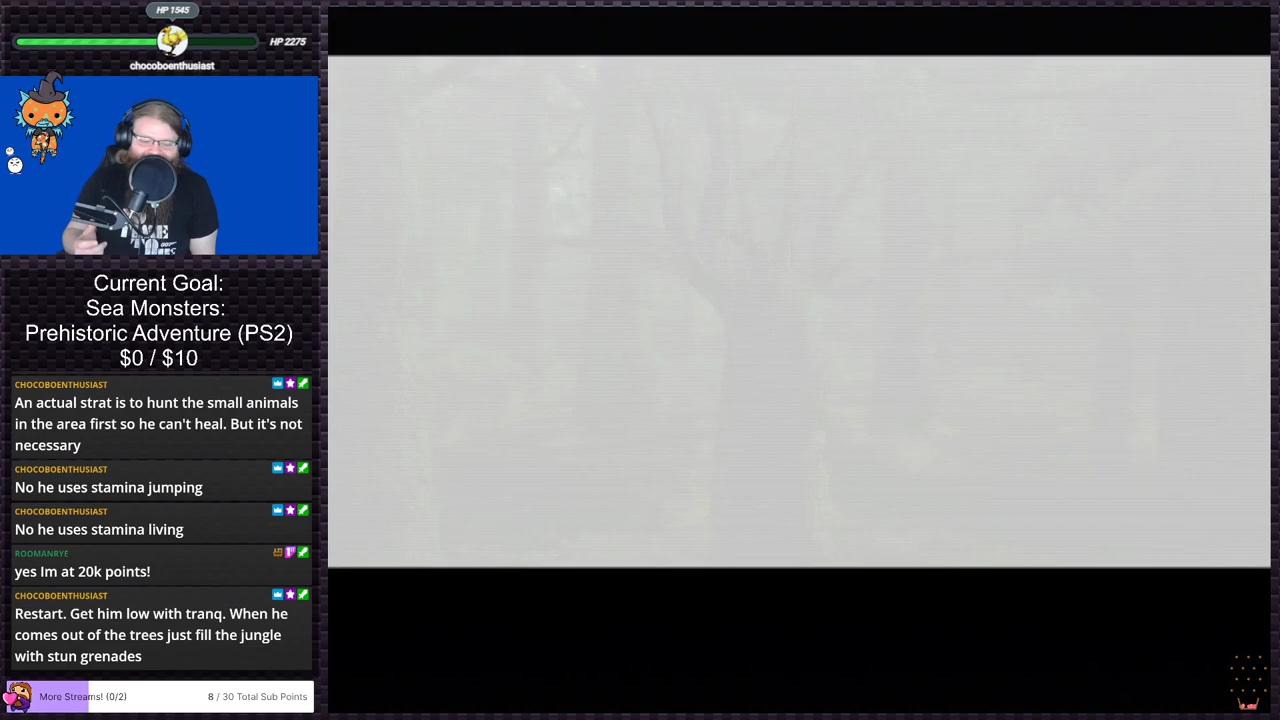 HP 1545
HP 2275
chocoboenthusiast
007
Current Goal:
Sea Monsters:
Prehistoric Adventure (PS2)
$0 / $10
CHOCOBOENTHUSIAST
An actual strat is to hunt the small animals
in the area first so he can't heal. But it's not
necessary
CHOCOBOENTHUSIAST
No he uses stamina jumping
CHOCOBOENTHUSIAST
No he uses stamina living
ROOMANRYE
yes Im at 20k points!
CHOCOBOENTHUSIAST
Restart. Get him low with tranq. When he
comes out of the trees just fill the jungle
with stun grenades
More Streams! (0/2)
8 / 30 Total Sub Points